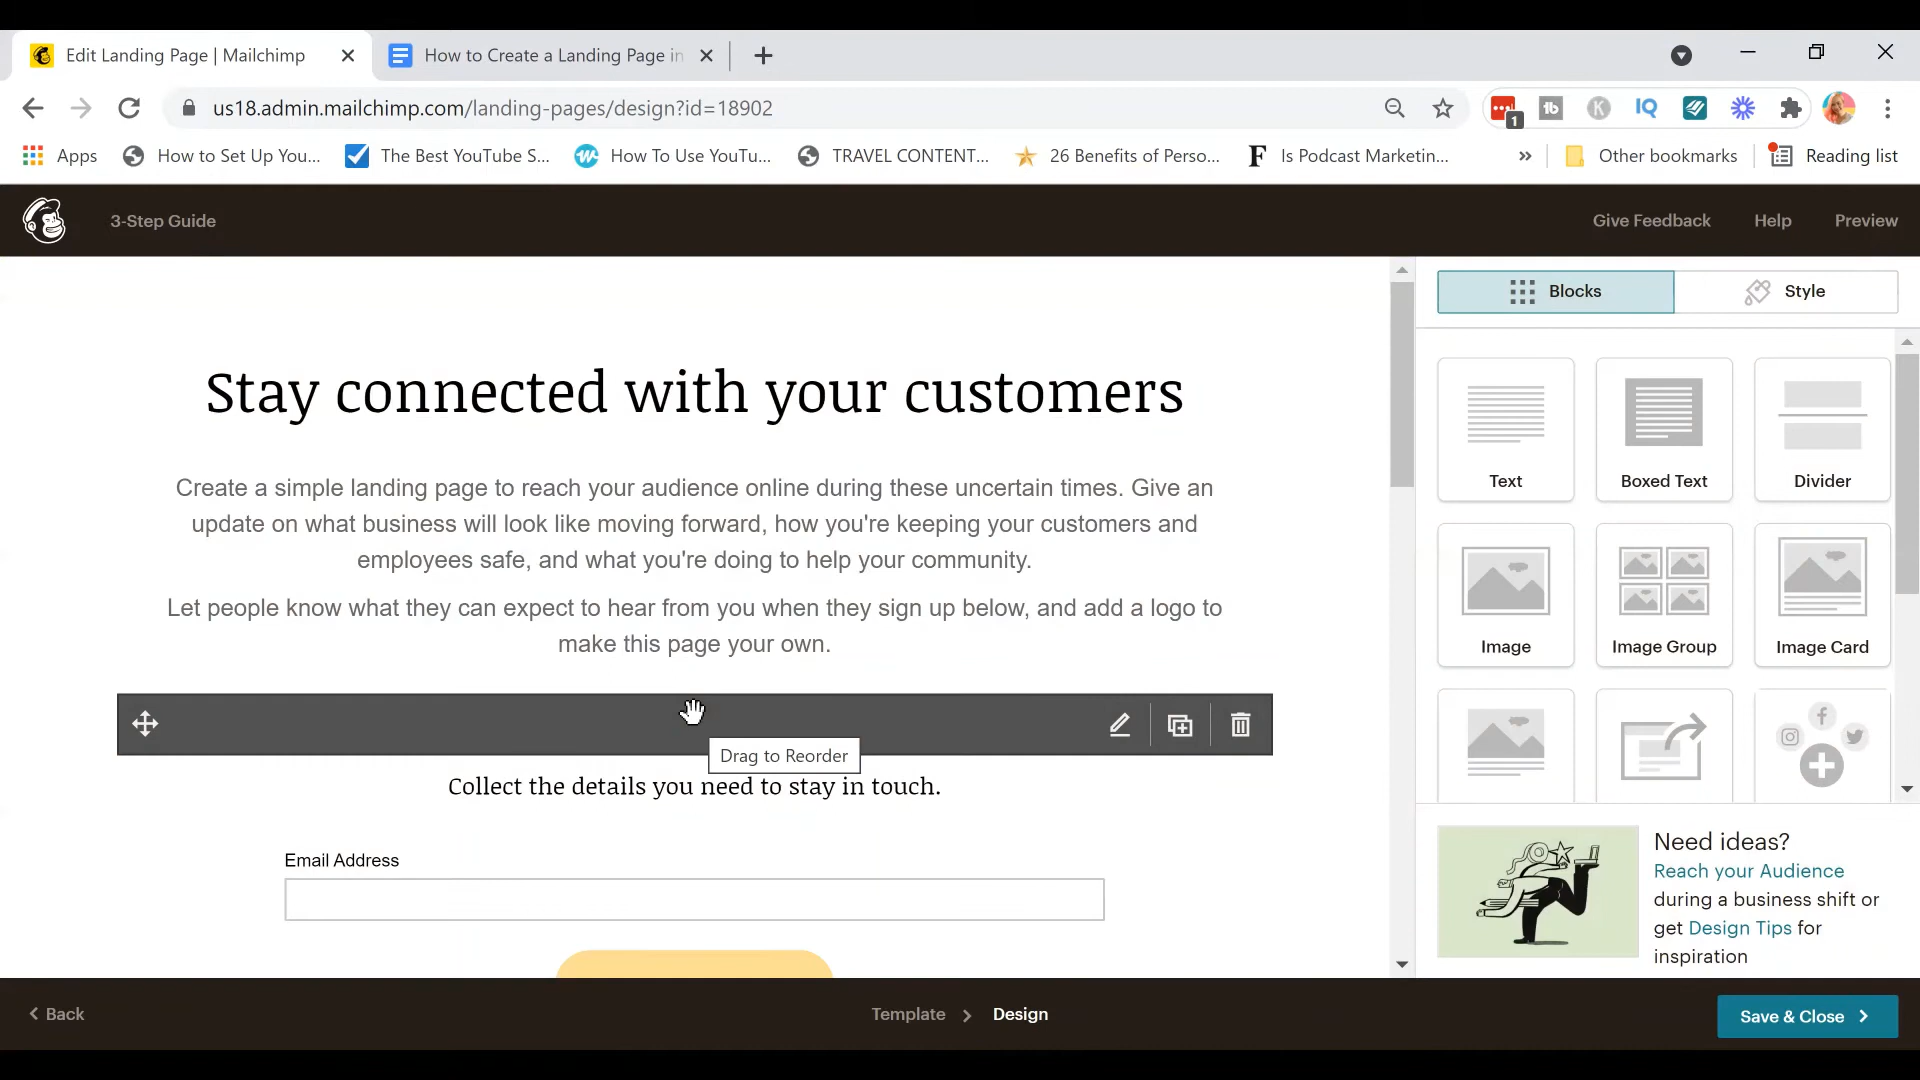 Edit Landing Page | Mailchimp
How to Create a Landing Page in
us18.admin.mailchimp.com/landing-pages/design?id=18902
1
tb
K
IQ
Apps
How to Set Up You...
The Best YouTube S...
How To Use YouTu...
TRAVEL CONTENT...
26 Benefits of Perso...
F
Is Podcast Marketin...
Other bookmarks
Reading list
3-Step Guide
Give Feedback
Help
Preview
Stay connected with your customers
Create a simple landing page to reach your audience online during these uncertain times. Give an
update on what business will look like moving forward, how you're keeping your customers and
employees safe, and what you're doing to help your community.
Let people know what they can expect to hear from you when they sign up below, and add a logo to
make this page your own.
Drag to Reorder
Collect the details you need to stay in touch.
Email Address
Blocks
Style
Text
Boxed Text
Divider
Image
Image Group
Image Card
Need ideas?
Reach your Audience
during a business shift or
get Design Tips for
inspiration
Back
Template
Design
Save & Close